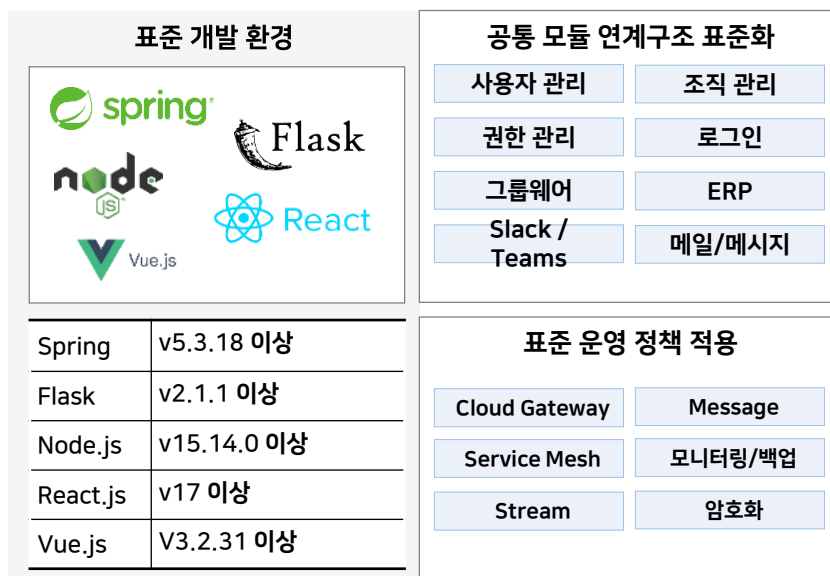 표준 개발 환경
spring
Flask
node
JS
React
Vue.js
Spring v5.3.18 이상
Flask v2.1.1 이상
Node.js v15.14.0 이상
React.js v17 이상
Vue.js V3.2.31 이상
공통 모듈 연계구조 표준화
사용자 관리 조직 관리
권한 관리 로그인
그룹웨어 ERP
Slack /
Teams
메일/메시지
표준 운영 정책 적용
Cloud Gateway Message
Service Mesh 모니터링/백업
Stream 암호화